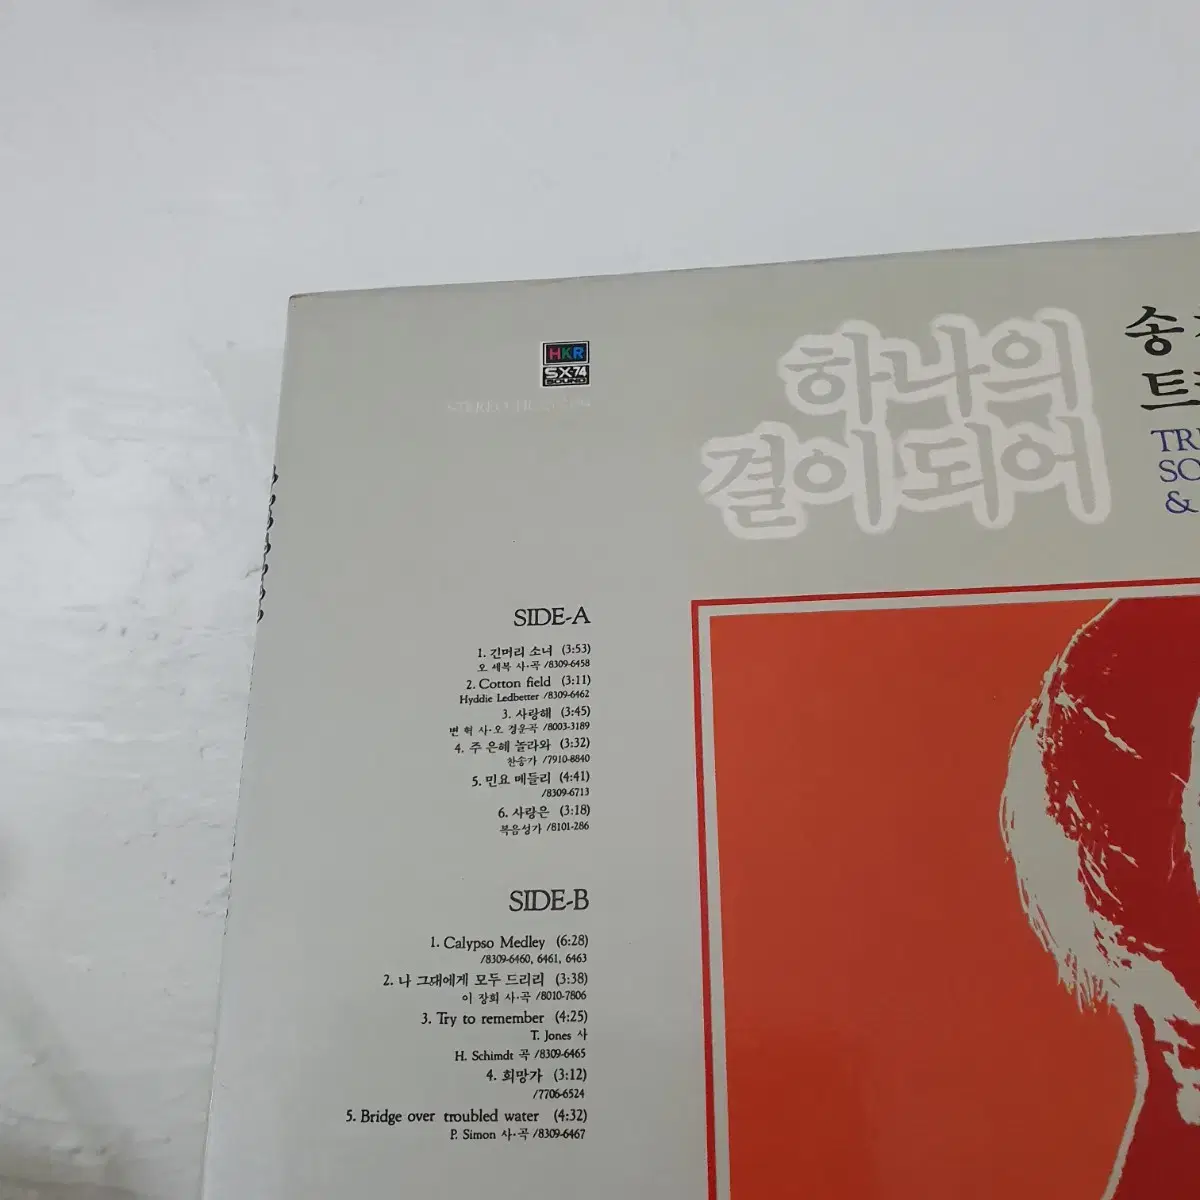 HKR
SX-74
SOUND
STEREO
하나의
결이 되어
송
트
TR
SO
&
SIDE-A
1. 긴머리 소녀 (3:53)
오 세복 사·곡 /8309-6458
2. Cotton field (3:11)
Hyddie Ledbetter /8309-6462
3. 사랑해 (3:45)
변 혁 사·오 경운곡 /8003-3189
4. 주 은혜 놀라와 (3:32)
찬송가 /7910-8840
5. 민요 메들리 (4:41)
/8309-6713
6. 사랑은 (3:18)
복음성가 /8101-286
SIDE-B
1. Calypso Medley (6:28)
/8309-6460, 6461, 6463
2. 나 그대에게 모두 드리리 (3:38)
이 장희 사·곡 /8010-7806
3. Try to remember (4:25)
T. Jones 사
H. Schimdt 곡 /8309-6465
4. 희망가 (3:12)
/7706-6524
5. Bridge over troubled water (4:32)
P. Simon 사·곡 /8309-6467